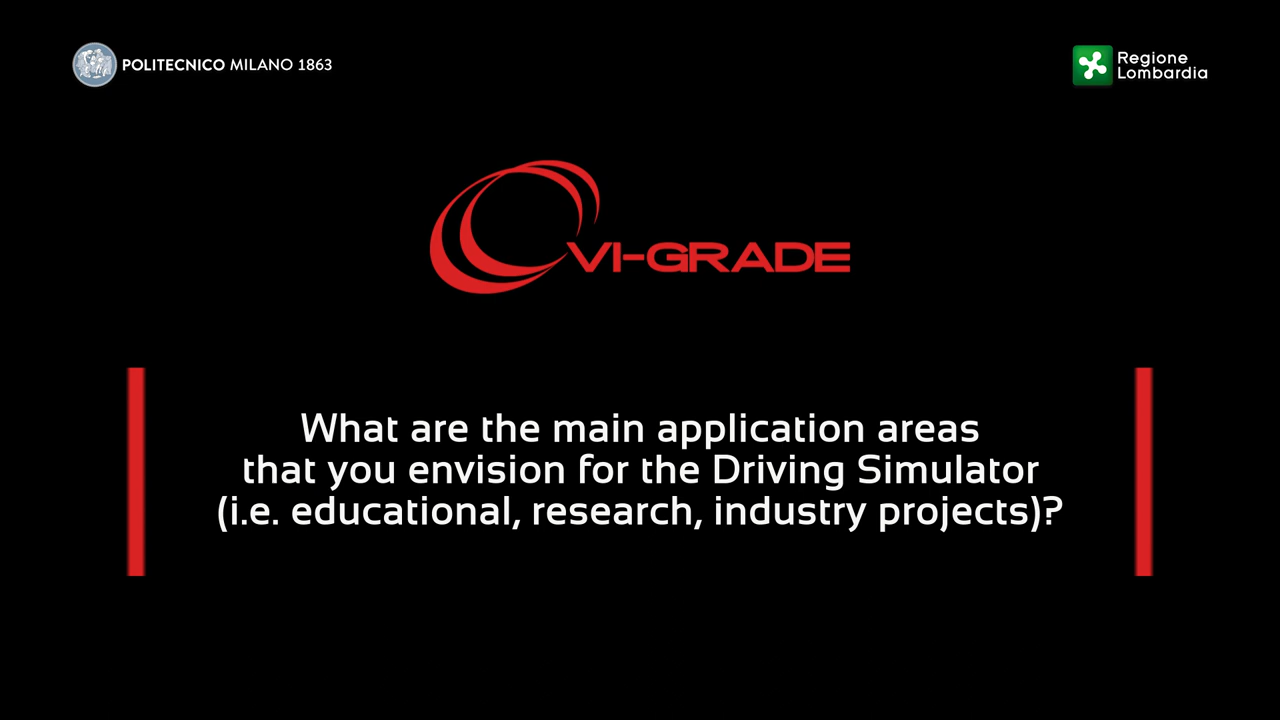 POLITECNICO MILANO 1863
Regione
Lombardia
VI-GRADE
What are the main application areas
that you envision for the Driving Simulator
(i.e. educational, research, industry projects)?